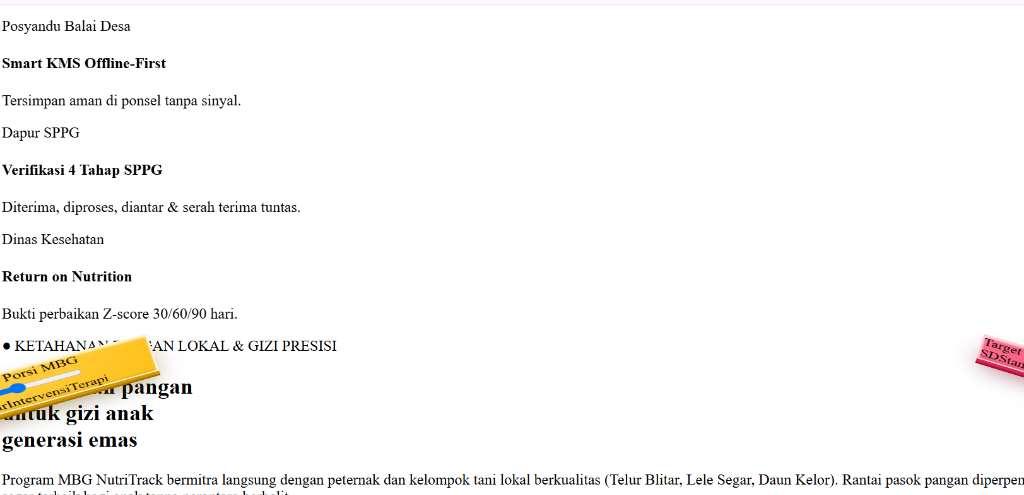 Posyandu Balai Desa
Smart KMS Offline-First
Tersimpan aman di ponsel tanpa sinyal.
Dapur SPPG
Verifikasi 4 Tahap SPPG
Diterima, diproses, diantar & serah terima tuntas.
Dinas Kesehatan
Return on Nutrition
Bukti perbaikan Z-score 30/60/90 hari.
● KETAHANAN LOKAL & GIZI PRESISI
Porsi MBG
IntervensiTerapi
Target
pangan
untuk gizi anak
generasi emas
Program MBG NutriTrack bermitra langsung dengan peternak dan kelompok tani lokal berkualitas (Telur Blitar, Lele Segar, Daun Kelor). Rantai pasok pangan